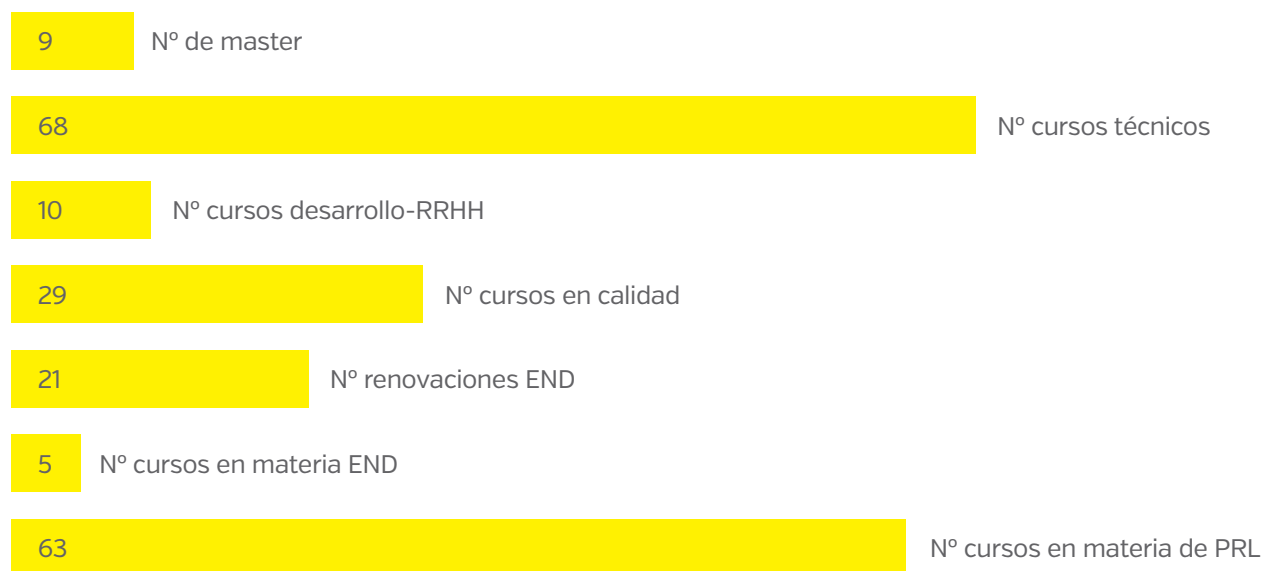 9 Nº de master
68 Nº cursos técnicos
10 Nº cursos desarrollo-RRHH
29 Nº cursos en calidad
21 Nº renovaciones END
5 Nº cursos en materia END
63 Nº cursos en materia de PRL